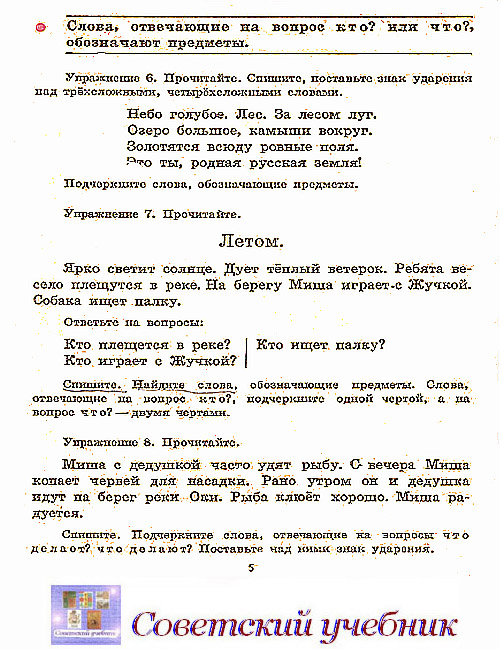 Слова, отвечающие на вопрос кто? или что?,
обозначают предметы.
Упражнение 6. Прочитайте. Спишите, поставьте знак ударения
над трёхсложными, четырёхсложными словами.
Небо голубое. Лес. За лесом луг.
Озеро большое, камыши вокруг.
Золотятся всюду ровные поля.
Это ты, родная русская земля!
Подчеркните слова, обозначающие предметы.
Упражнение 7. Прочитайте.
Летом.
Ярко светит солнце. Дует тёплый ветерок. Ребята ве-
село плещутся в реке. На берегу Миша играет с Жучкой.
Собака ищет палку.
Ответьте на вопросы:
Кто плещется в реке? Кто ищет палку?
Кто играет с Жучкой?
Спишите. Найдите слова, обозначающие предметы. Слова,
отвечающие на вопрос кто?, подчеркните одной чертой, а на
вопрос что? — двумя чертами.
Упражнение 8. Прочитайте.
Миша с дедушкой часто удят рыбу. С вечера Миша
копает червей для насадки. Рано утром он и дедушка
идут на берег реки Оки. Рыба клюёт хорошо. Миша ра-
дуется.
Спишите. Подчеркните слова, отвечающие на вопросы что
делает? что делают? Поставьте над ними знак ударения.
5
Советский учебник
Советский учебник